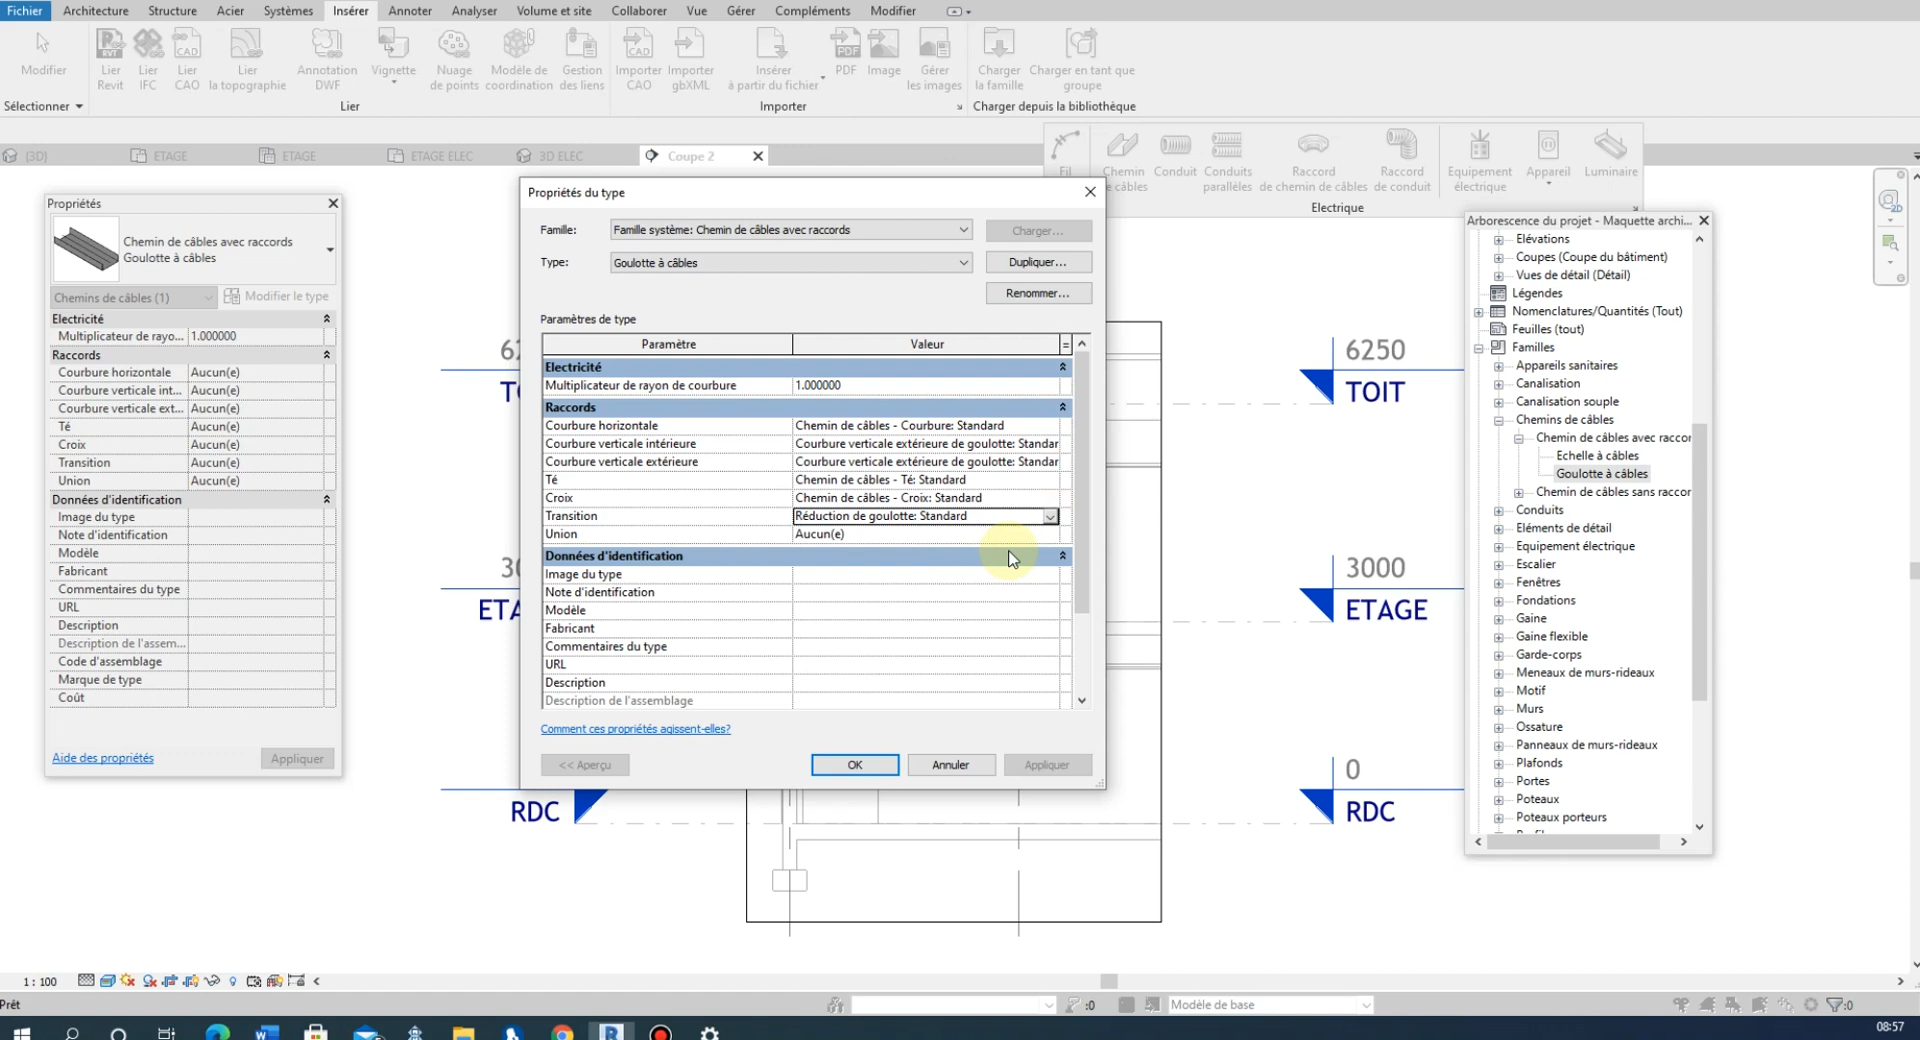 Fichier Architecture Structure Acier Systèmes Insérer Annoter Analyser Volume et site Collaborer Vue Gérer Compléments Modifier
Modifier
Lier Revit
Lier IFC
Lier CAO
Lier la topographie
Annotation DWF
Vignette
Nuage de points
Modèle de coordination
Gestion des liens
Importer CAO
Importer gbXML
Insérer à partir du fichier
PDF
Image
Gérer les images
Charger la famille
Charger en tant que groupe
Sélectionner Lier Importer Charger depuis la bibliothèque
(3D) ETAGE ETAGE ETAGE ELEC 3D ELEC Coupe 2
Fil
Chemin
e câbles
Conduit
Conduits parallèles
Raccord de chemin de câbles
Raccord de conduit
Equipement électrique
Appareil
Luminaire
Electrique
Propriétés
Chemin de câbles avec raccords
Goulotte à câbles
Chemins de câbles (1) Modifier le type
Electricité
Multiplicateur de rayo... 1.000000
Raccords
Courbure horizontale Aucun(e)
Courbure verticale int... Aucun(e)
Courbure verticale ext... Aucun(e)
Té Aucun(e)
Croix Aucun(e)
Transition Aucun(e)
Union Aucun(e)
Données d'identification
Image du type
Note d'identification
Modèle
Fabricant
Commentaires du type
URL
Description
Description de l'assem...
Code d'assemblage
Marque de type
Coût
Aide des propriétés Appliquer
Propriétés du type
Famille: Famille système: Chemin de câbles avec raccords Charger...
Type: Goulotte à câbles Dupliquer...
Renommer...
Paramètres de type
Paramètre Valeur =
Electricité
Multiplicateur de rayon de courbure 1.000000
Raccords
Courbure horizontale Chemin de câbles - Courbure: Standard
Courbure verticale intérieure Courbure verticale extérieure de goulotte: Standar
Courbure verticale extérieure Courbure verticale extérieure de goulotte: Standar
Té Chemin de câbles - Té: Standard
Croix Chemin de câbles - Croix: Standard
Transition Réduction de goulotte: Standard
Union Aucun(e)
Données d'identification
Image du type
Note d'identification
Modèle
Fabricant
Commentaires du type
URL
Description
Description de l'assemblage
Comment ces propriétés agissent-elles?
<< Aperçu OK Annuler Appliquer
6250
TOIT
3000
ETA
ETAGE
0
RDC
RDC
Arborescence du projet - Maquette archi...
Elévations
Coupes (Coupe du bâtiment)
Vues de détail (Détail)
Légendes
Nomenclatures/Quantités (Tout)
Feuilles (tout)
Familles
Appareils sanitaires
Canalisation
Canalisation souple
Chemins de câbles
Chemin de câbles avec raccor
Echelle à câbles
Goulotte à câbles
Chemin de câbles sans raccor
Conduits
Eléments de détail
Equipement électrique
Escalier
Fenêtres
Fondations
Gaine
Gaine flexible
Garde-corps
Meneaux de murs-rideaux
Motif
Murs
Ossature
Panneaux de murs-rideaux
Plafonds
Portes
Poteaux
Poteaux porteurs
2D
1 : 100
Prêt :0 Modèle de base :0
08:57